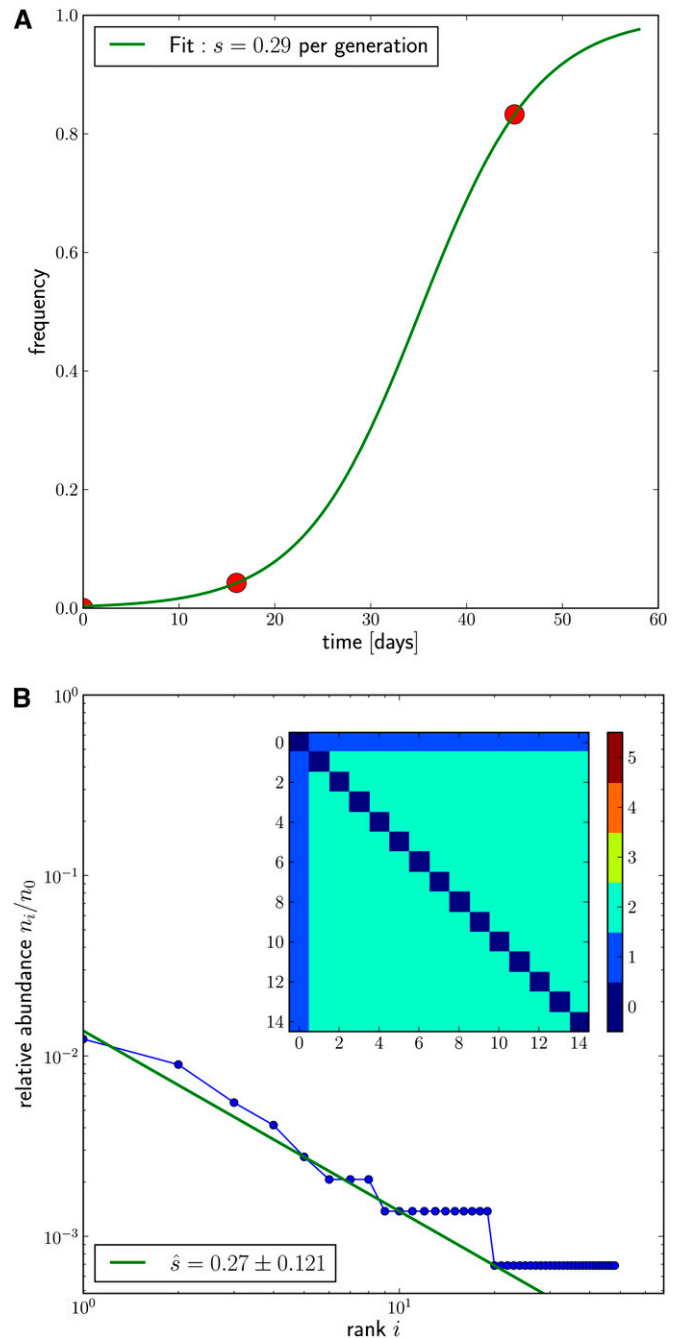 A
Fit : s = 0.29 per generation
1.0
0.8
0.6
0.4
0.2
0.0
frequency
0 10 20 30 40 50 60
time [days]
B
10⁰
10⁻¹
10⁻²
10⁻³
relative abundance nᵢ/n₀
0
2
4
6
8
10
12
14
0 2 4 6 8 10 12 14
5
4
3
2
1
0
ŝ = 0.27 ± 0.121
10⁰ 10¹
rank i